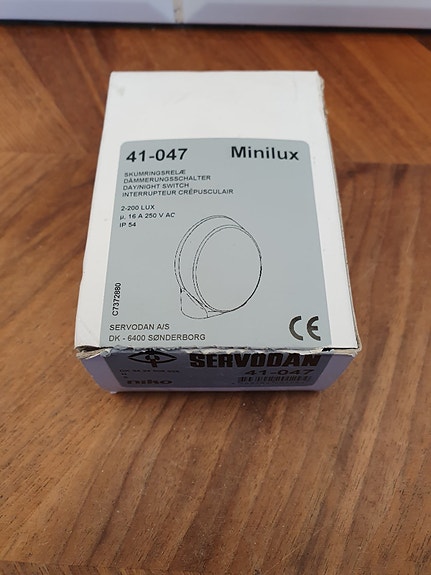 41-047 Minilux
SKUMRINGSRELÆ
DÄMMERUNGSSCHALTER
DAY/NIGHT SWITCH
INTERRUPTEUR CRÉPUSCULAIR
2-200 LUX
µ, 16 A 250 V AC
IP 54
C7372880
SERVODAN A/S
DK - 6400 SØNDERBORG
CE
SERVODAN
41-047
niko